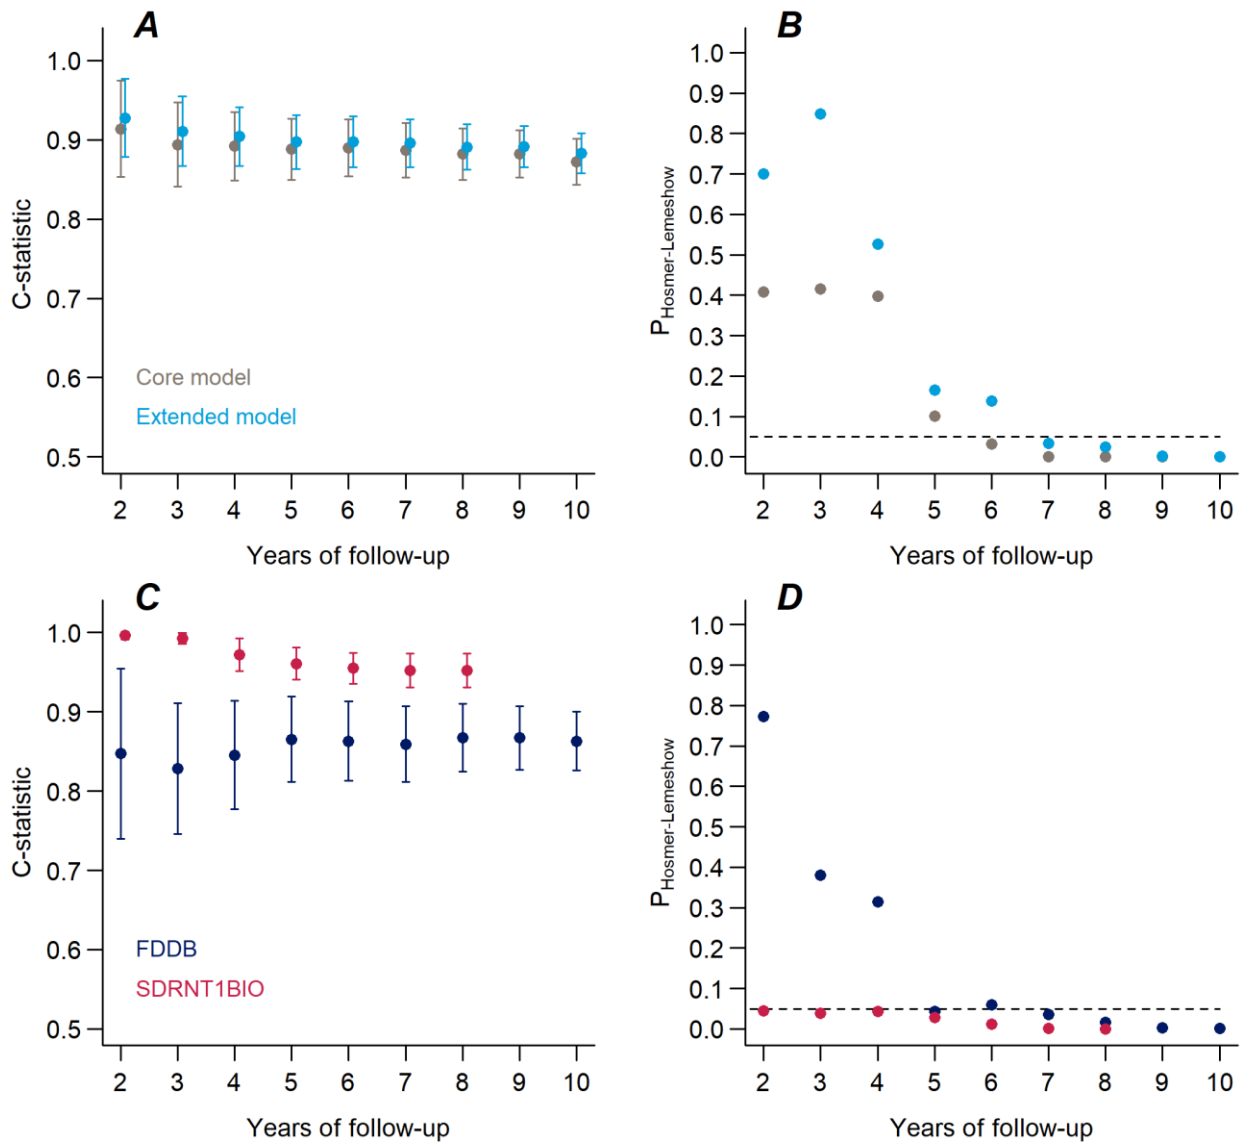 A
1.0
0.9
0.8
0.7
0.6
0.5
C-statistic
Core model
Extended model
2 3 4 5 6 7 8 9 10
Years of follow-up
B
1.0
0.9
0.8
0.7
0.6
0.5
0.4
0.3
0.2
0.1
0.0
PHosmer-Lemeshow
2 3 4 5 6 7 8 9 10
Years of follow-up
C
1.0
0.9
0.8
0.7
0.6
0.5
C-statistic
FDDB
SDRNT1BIO
2 3 4 5 6 7 8 9 10
Years of follow-up
D
1.0
0.9
0.8
0.7
0.6
0.5
0.4
0.3
0.2
0.1
0.0
PHosmer-Lemeshow
2 3 4 5 6 7 8 9 10
Years of follow-up